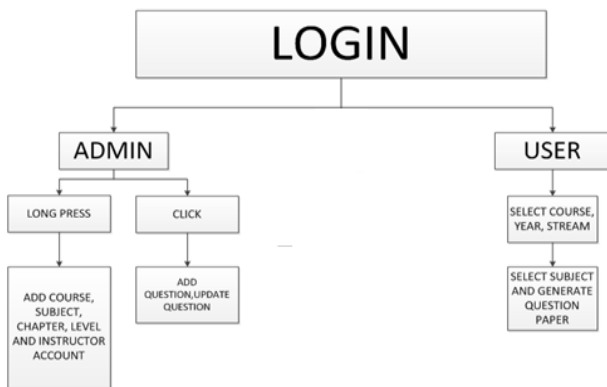 LOGIN
ADMIN
USER
LONG PRESS
CLICK
SELECT COURSE,
YEAR, STREAM
ADD COURSE,
SUBJECT,
CHAPTER, LEVEL
AND INSTRUCTOR
ACCOUNT
ADD
QUESTION,UPDATE
QUESTION
SELECT SUBJECT
AND GENERATE
QUESTION
PAPER